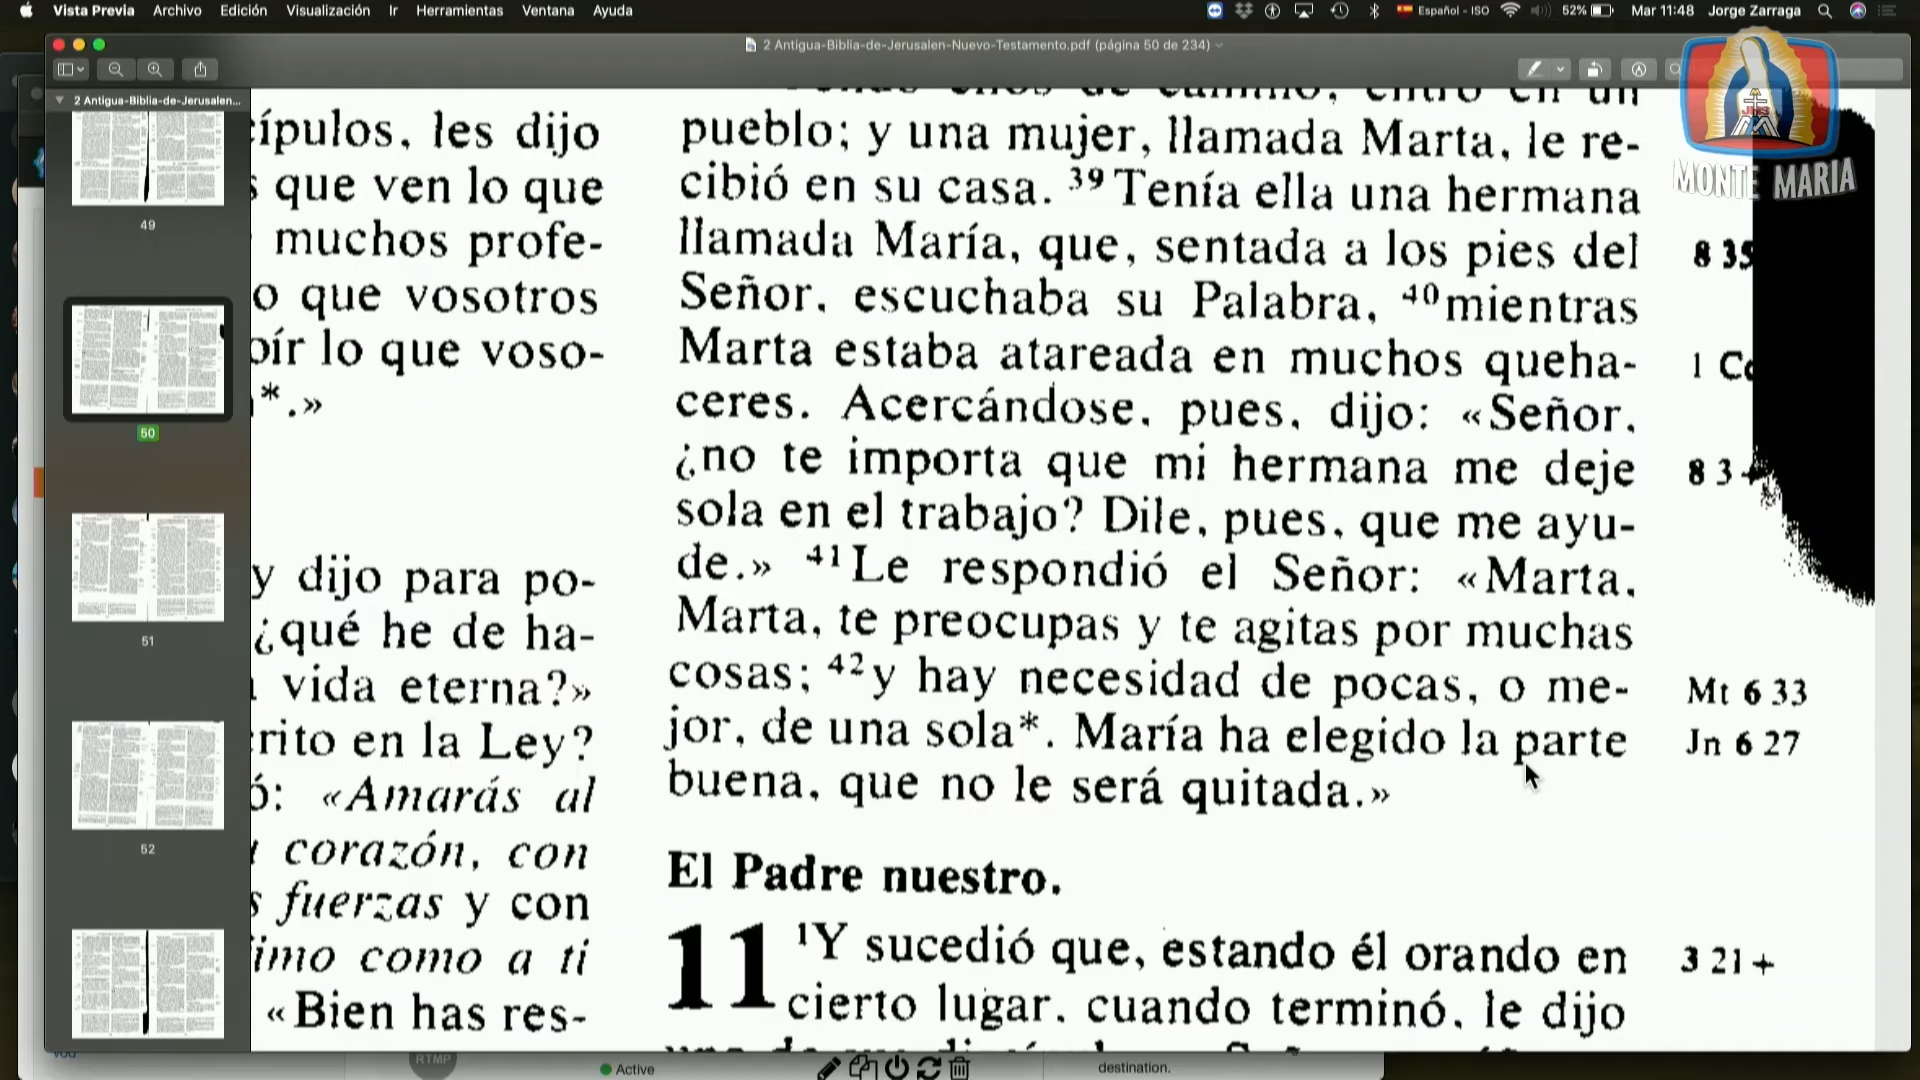 Vista Previa Archivo Edición Visualización Ir Herramientas Ventana Ayuda
Español - ISO 52% Mar 11:48 Jorge Zarraga
2 Antigua-Biblia-de-Jerusalen-Nuevo-Testamento.pdf (página 50 de 234)
2 Antigua-Biblia-de-Jerusalen...
49
50
51
52
MONTE MARIA
JHS
cípulos, les dijo
que ven lo que
muchos profe-
o que vosotros
oír lo que voso-
*.»
y dijo para po-
¿qué he de ha-
vida eterna?»
crito en la Ley?
ó: «Amarás al
corazón, con
s fuerzas y con
imo como a ti
«Bien has res-
de camino, entró en un
pueblo; y una mujer, llamada Marta, le re-
cibió en su casa. 39 Tenía ella una hermana
llamada María, que, sentada a los pies del
Señor, escuchaba su Palabra, 40 mientras
Marta estaba atareada en muchos queha-
ceres. Acercándose, pues, dijo: «Señor,
¿no te importa que mi hermana me deje
sola en el trabajo? Dile, pues, que me ayu-
de.» 41 Le respondió el Señor: «Marta,
Marta, te preocupas y te agitas por muchas
cosas; 42 y hay necesidad de pocas, o me-
jor, de una sola*. María ha elegido la parte
buena, que no le será quitada.»
El Padre nuestro.
11 1 Y sucedió que, estando él orando en
cierto lugar, cuando terminó, le dijo
8 35
1 Co
8 3+
Mt 6 33
Jn 6 27
3 21+
RTMP
Active
destination.